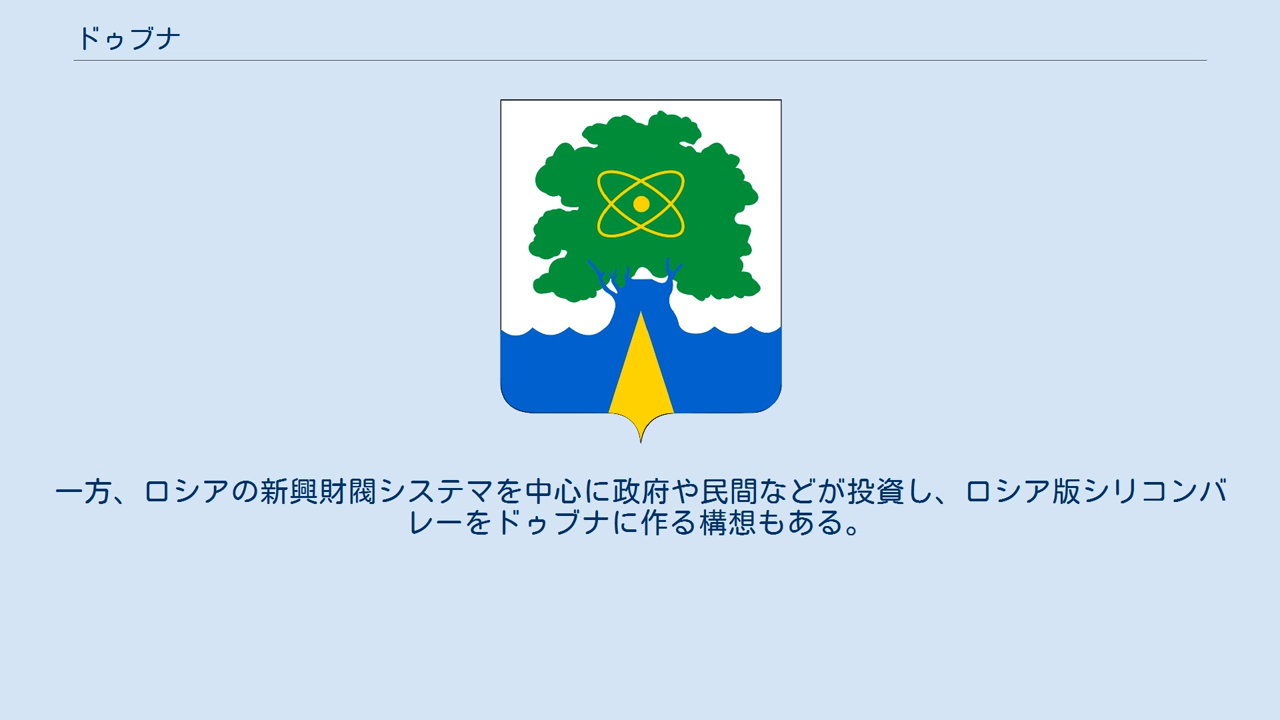 ドゥブナ
一方、ロシアの新興財閥システマを中心に政府や民間などが投資し、ロシア版シリコンバ
レーをドゥブナに作る構想もある。